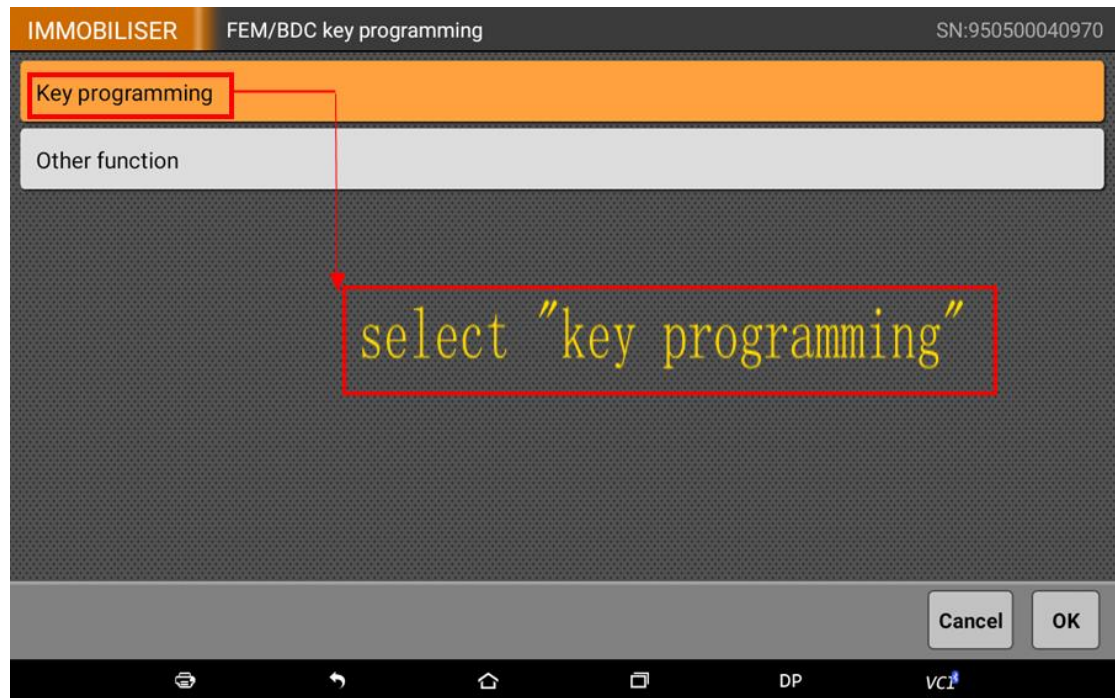 IMMOBILISER FEM/BDC key programming SN:950500040970
Key programming
Other function
select "key programming"
Cancel OK
DP VCI